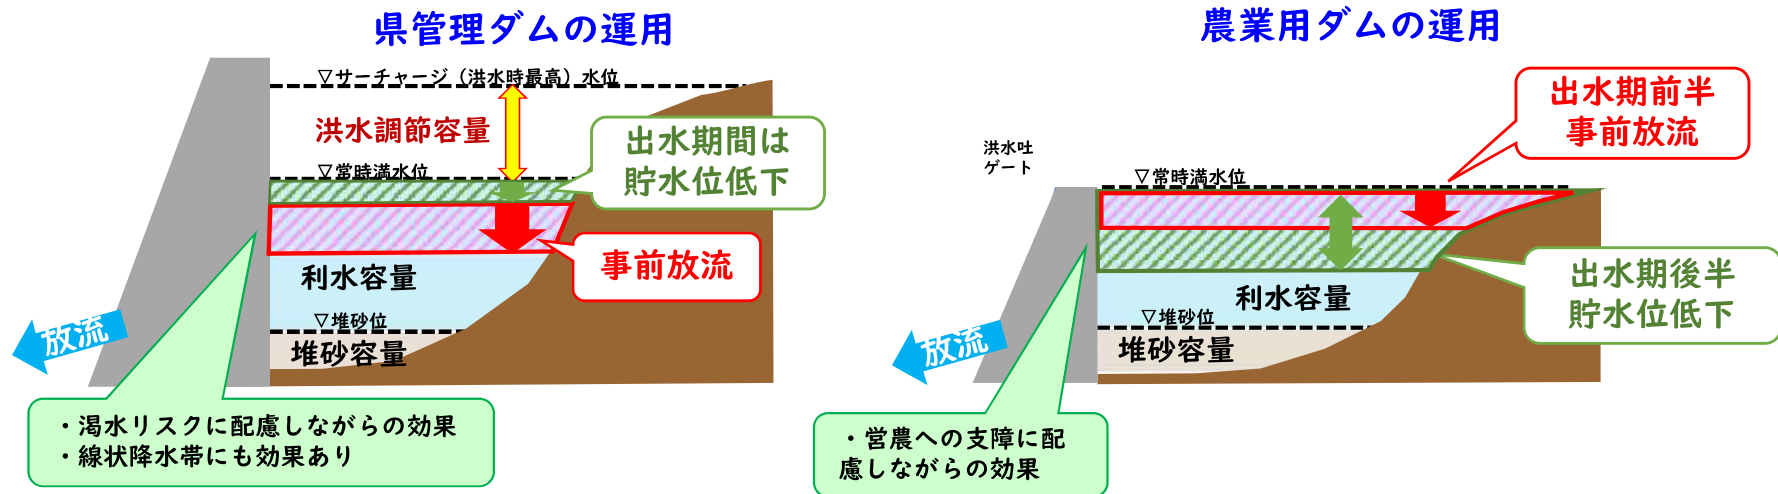 県管理ダムの運用
▽サーチャージ（洪水時最高）水位
洪水調節容量
出水期間は
貯水位低下
▽常時満水位
事前放流
利水容量
▽堆砂位
堆砂容量
放流
・渇水リスクに配慮しながらの効果
・線状降水帯にも効果あり
農業用ダムの運用
出水期前半
事前放流
洪水吐
ゲート
▽常時満水位
出水期後半
貯水位低下
利水容量
▽堆砂位
堆砂容量
放流
・営農への支障に配
慮しながらの効果